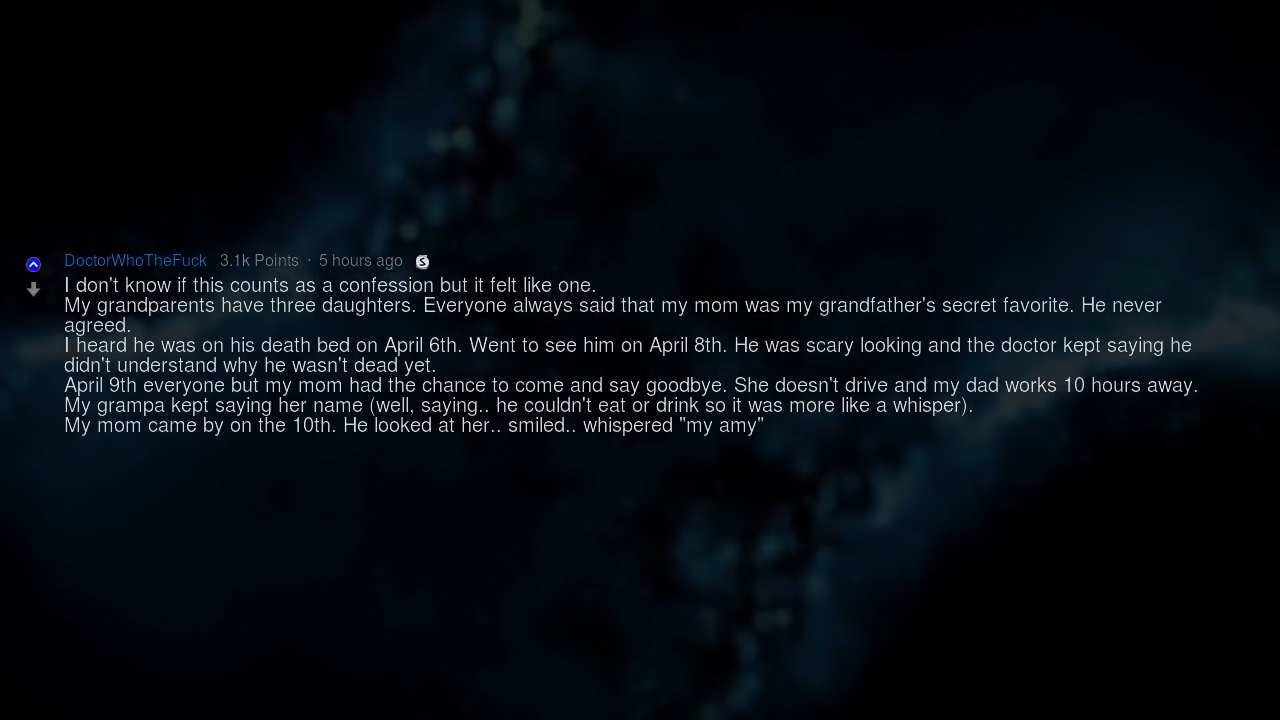 DoctorWhoTheFuck 3.1k Points · 5 hours ago S
I don't know if this counts as a confession but it felt like one.
My grandparents have three daughters. Everyone always said that my mom was my grandfather's secret favorite. He never
agreed.
I heard he was on his death bed on April 6th. Went to see him on April 8th. He was scary looking and the doctor kept saying he
didn't understand why he wasn't dead yet.
April 9th everyone but my mom had the chance to come and say goodbye. She doesn't drive and my dad works 10 hours away.
My grampa kept saying her name (well, saying.. he couldn't eat or drink so it was more like a whisper).
My mom came by on the 10th. He looked at her.. smiled.. whispered "my amy"